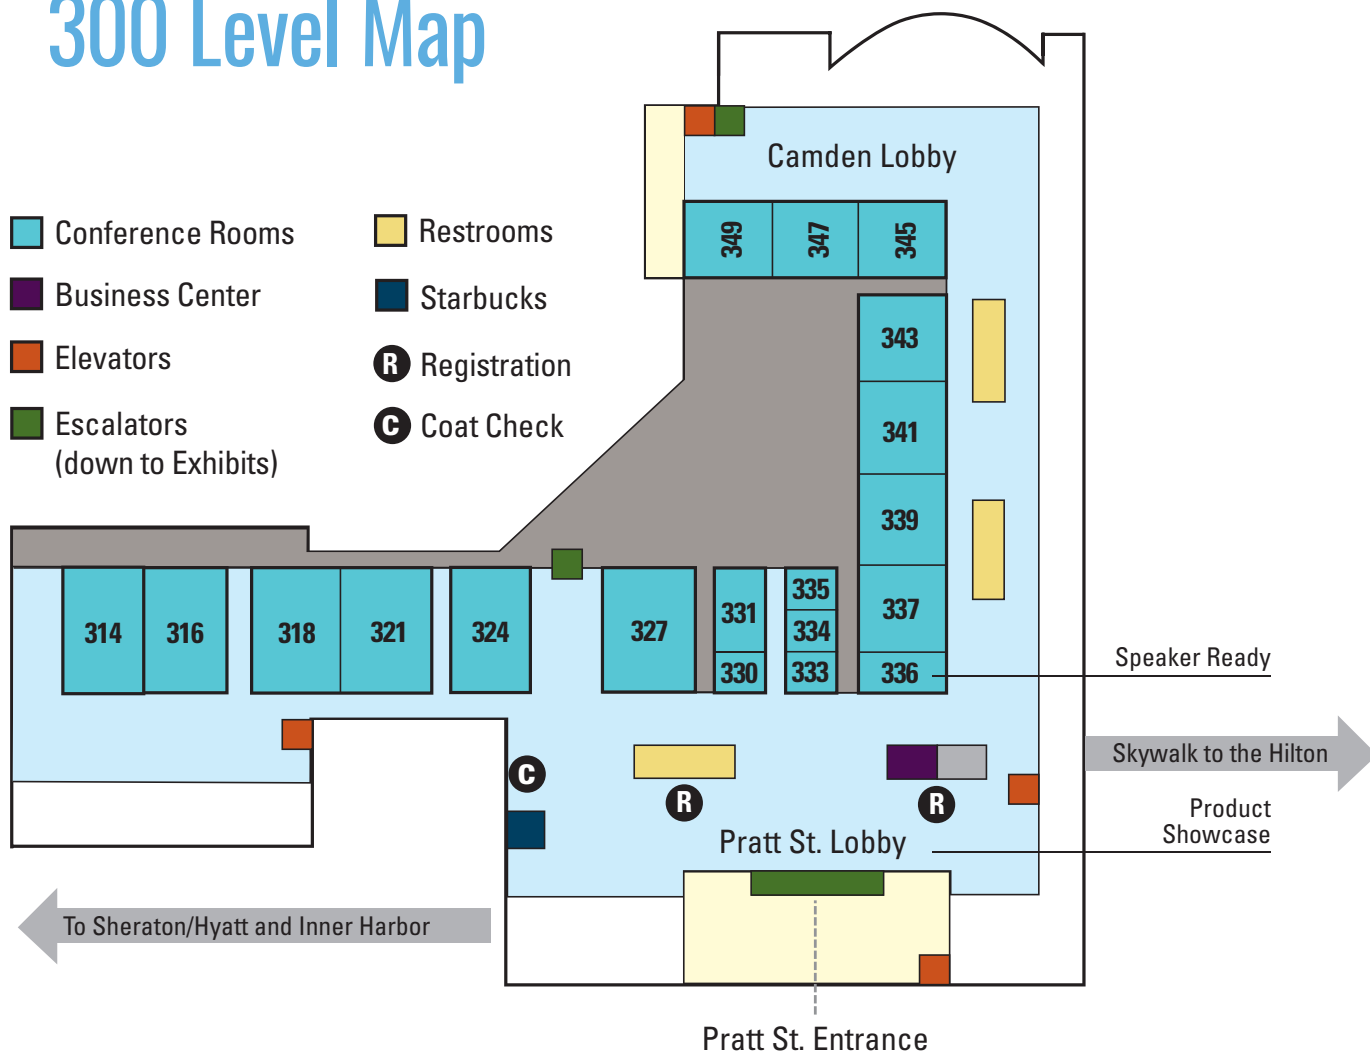 300 Level Map
Camden Lobby
Conference Rooms
Business Center
Elevators
Escalators
(down to Exhibits)
Restrooms
Starbucks
R Registration
C Coat Check
349 347 345
343
341
339
337
336
335
334
333
331
330
327
314 316 318 321 324
Speaker Ready
Skywalk to the Hilton
Product
Showcase
C
R
R
Pratt St. Lobby
To Sheraton/Hyatt and Inner Harbor
Pratt St. Entrance